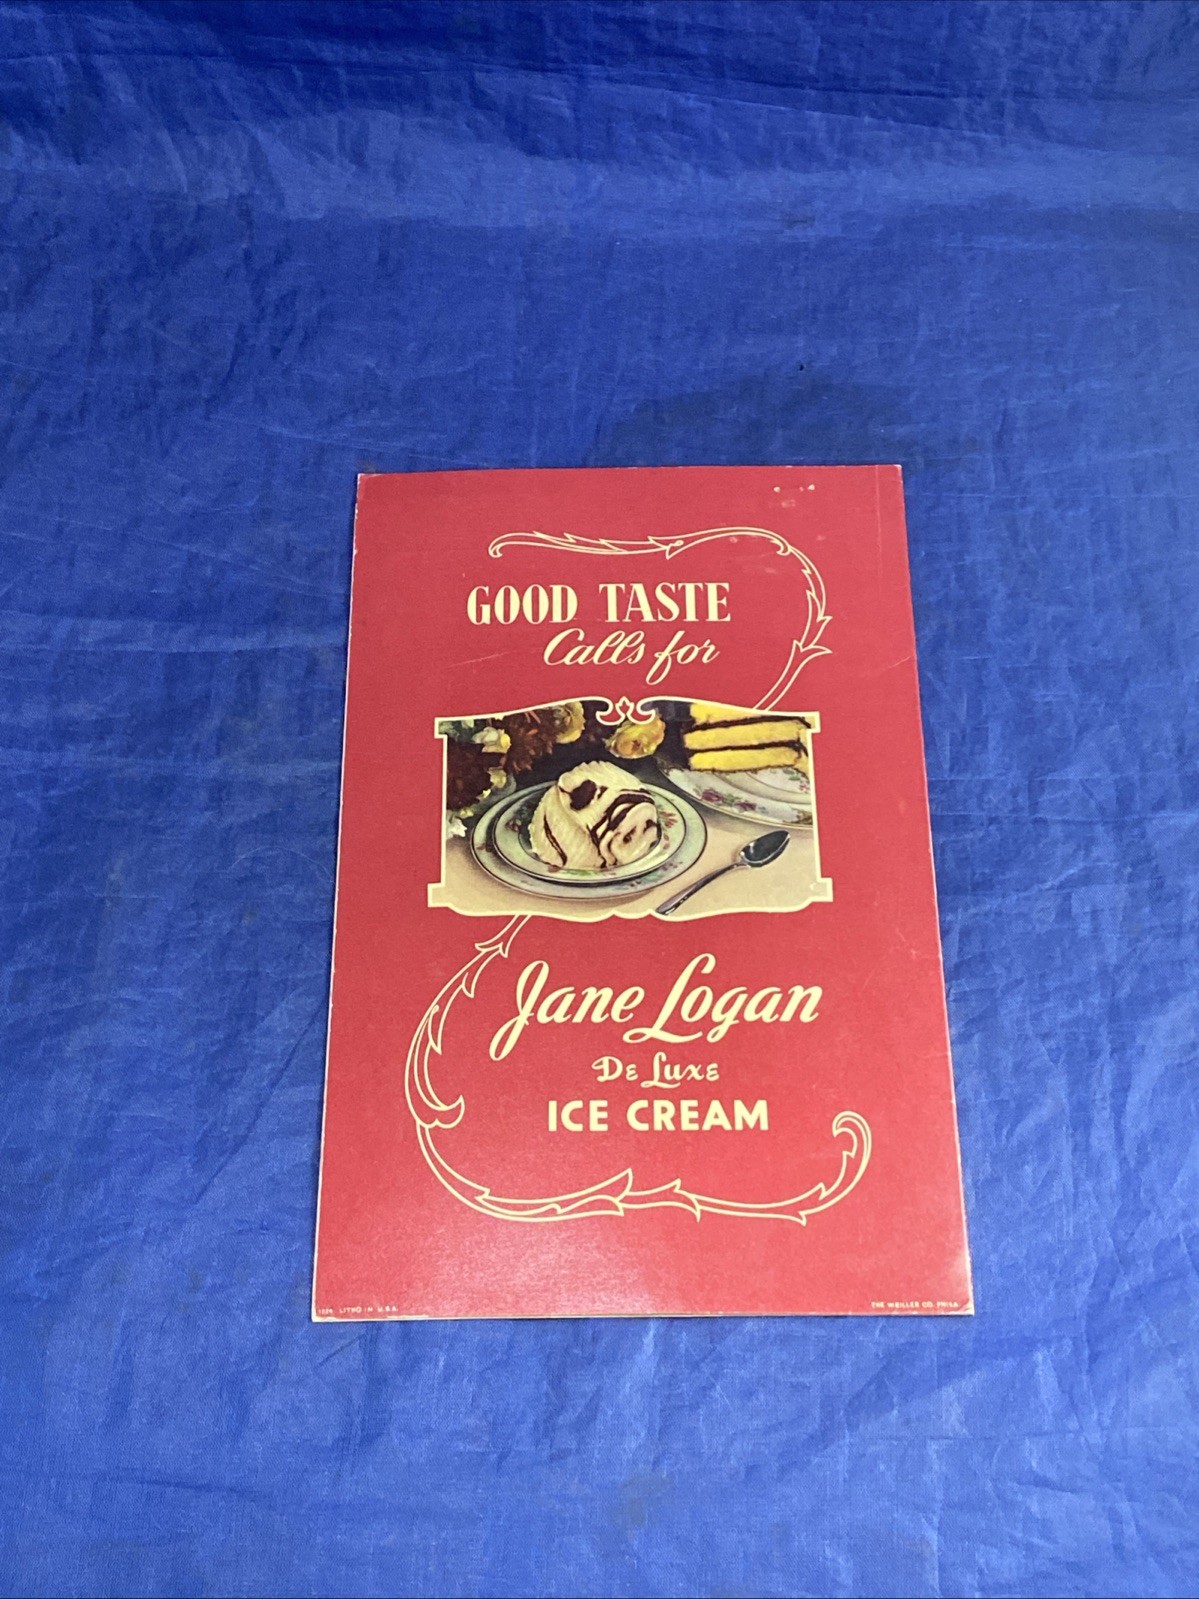 GOOD TASTE
Calls for
Jane Logan
De Luxe
ICE CREAM
LITHO IN U.S.A.
THE WEILLER CO. PHILA.